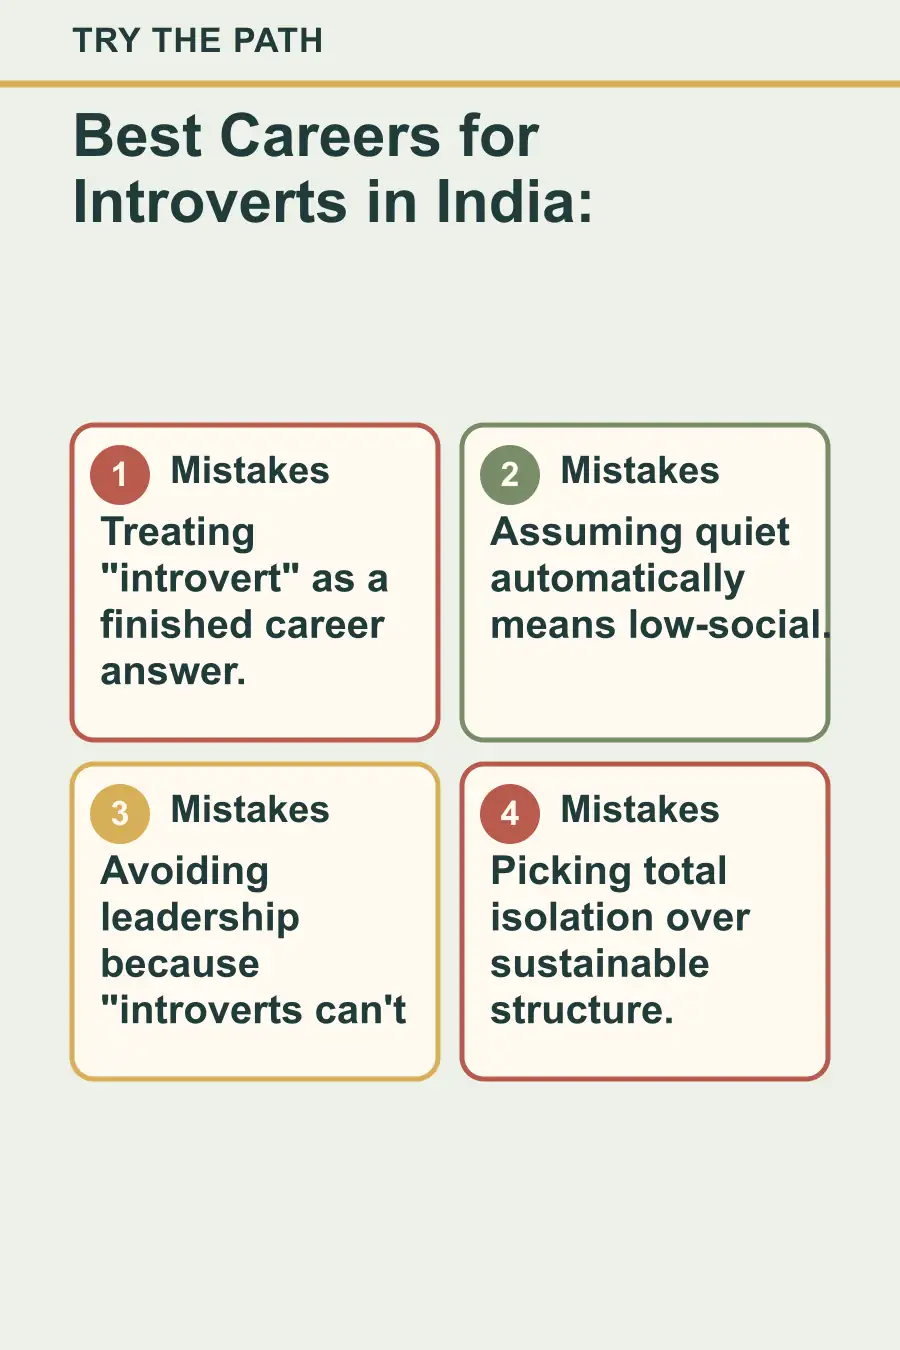 TRY THE PATH
Best Careers for
Introverts in India:
1 Mistakes
Treating
"introvert" as a
finished career
answer.
2 Mistakes
Assuming quiet
automatically
means low-social.
3 Mistakes
Avoiding
leadership
because
"introverts can't
4 Mistakes
Picking total
isolation over
sustainable
structure.